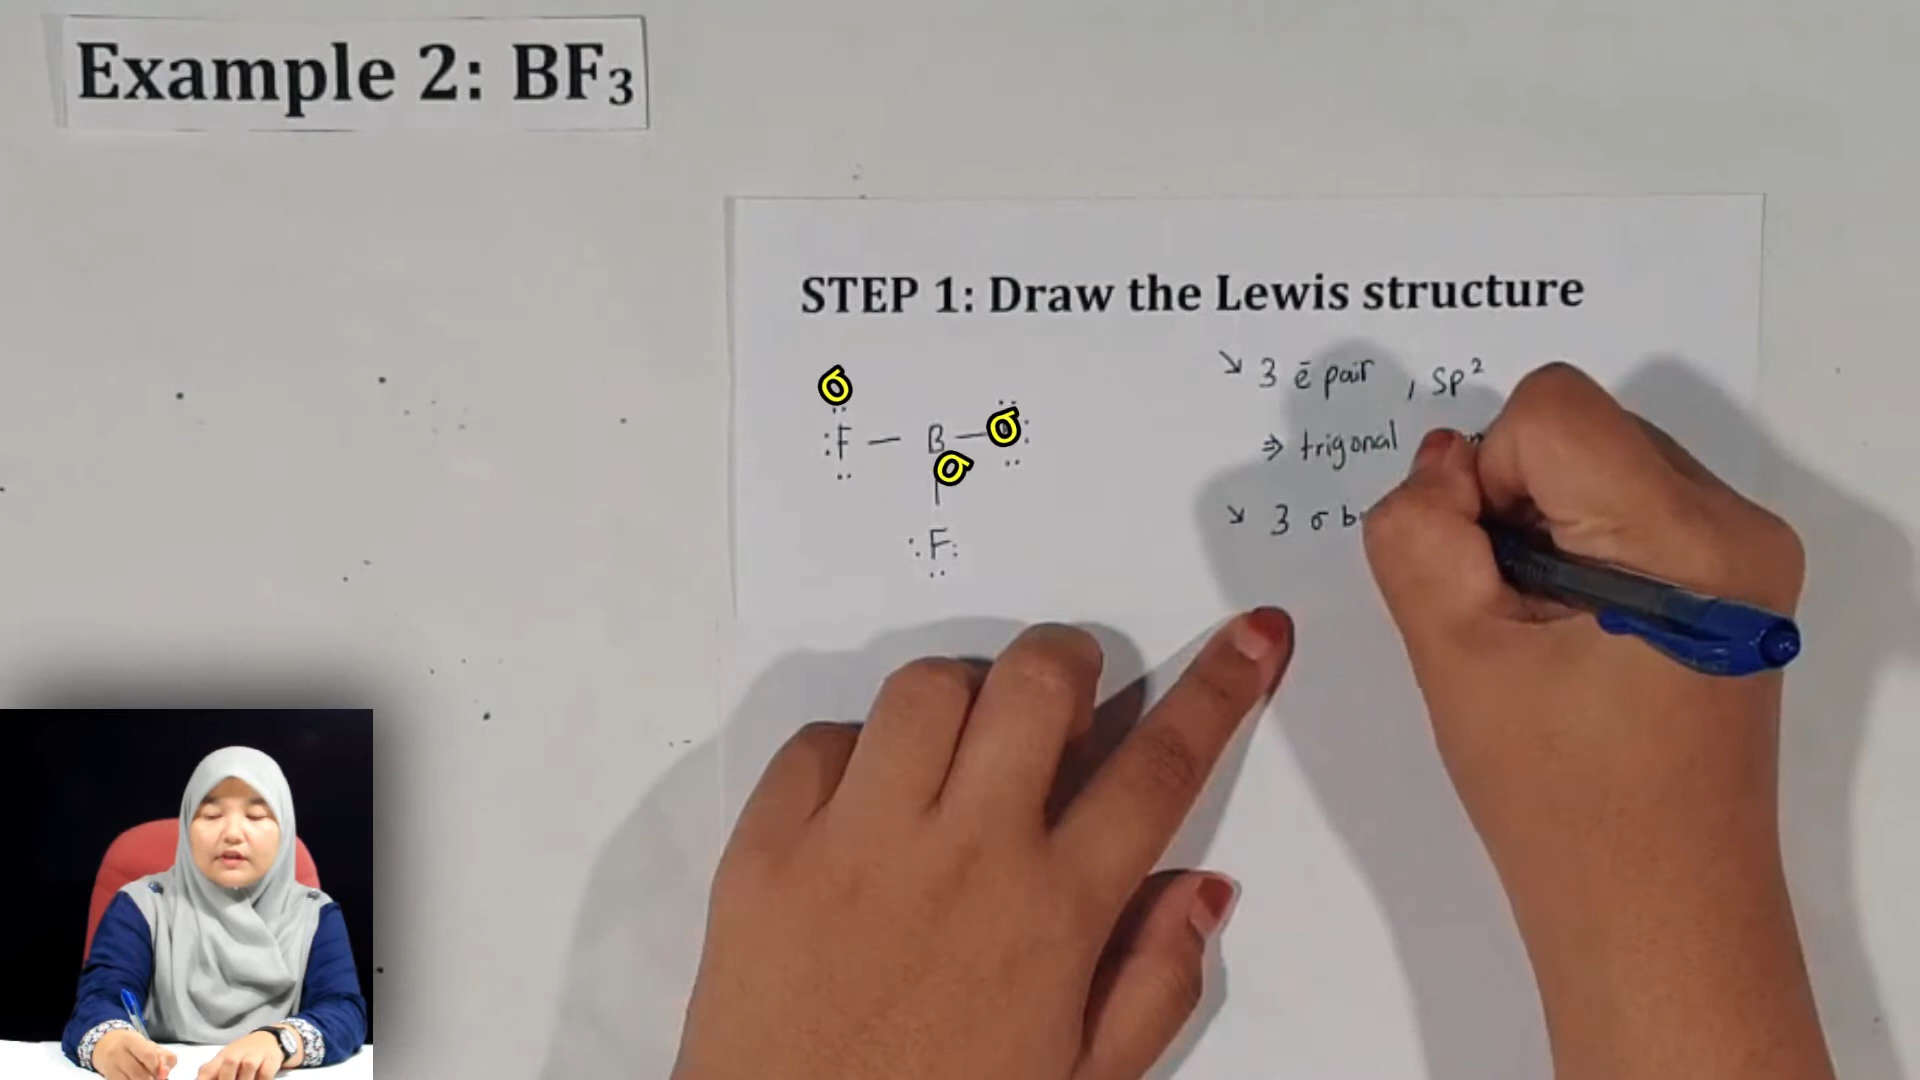 Example 2: BF₃
STEP 1: Draw the Lewis structure
σ
:F — B — σ:
σ
:F:
↘ 3 ē pair , sp²
⇒ trigonal
↘ 3 σ